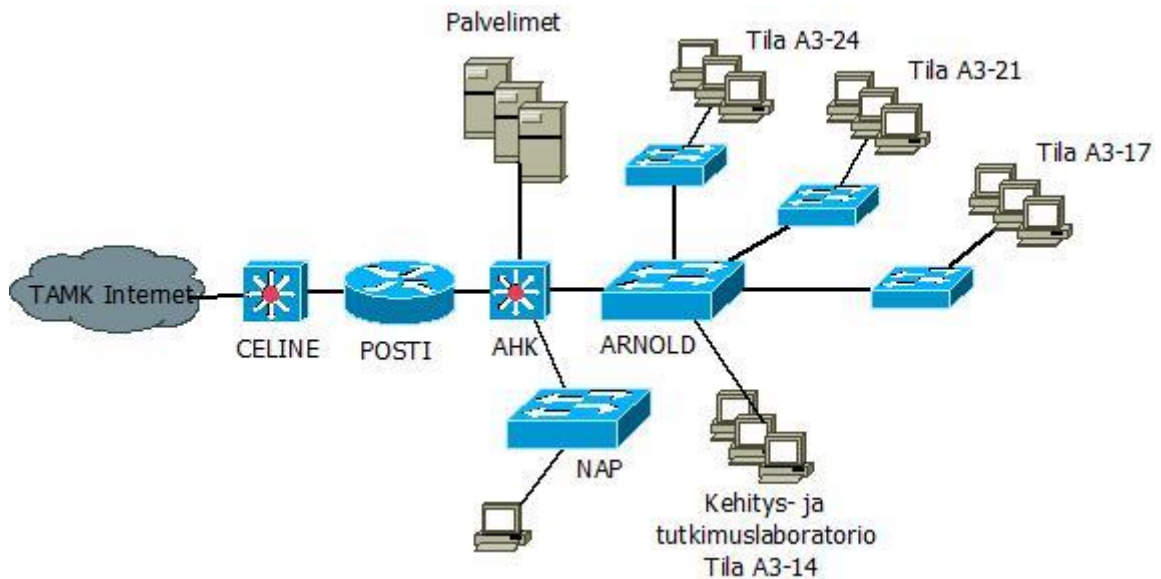 Palvelimet
Tila A3-24
Tila A3-21
Tila A3-17
TAMK Internet
CELINE
POSTI
AHK
ARNOLD
NAP
Kehitys- ja
tutkimuslaboratorio
Tila A3-14